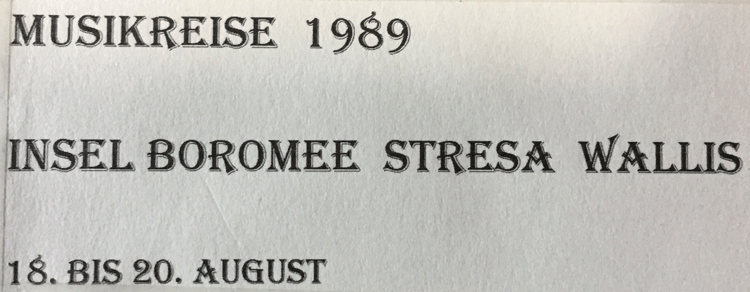 MUSIKREISE 1989
INSEL BOROMEE STRESA WALLIS
18. BIS 20. AUGUST